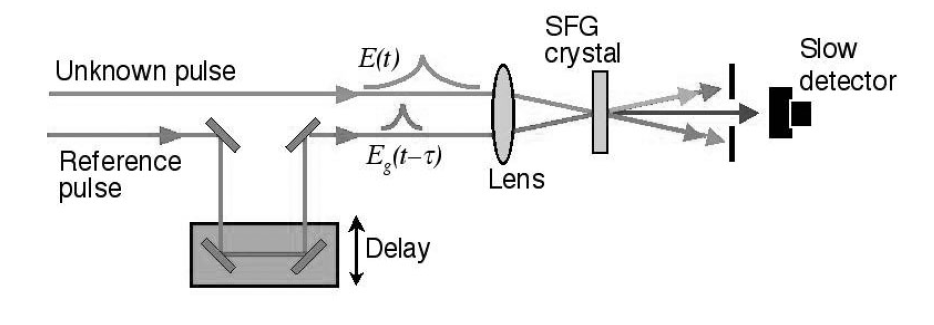 SFG
crystal
Slow
detector
Unknown pulse
E(t)
Reference
pulse
E_g(t–τ)
Lens
Delay